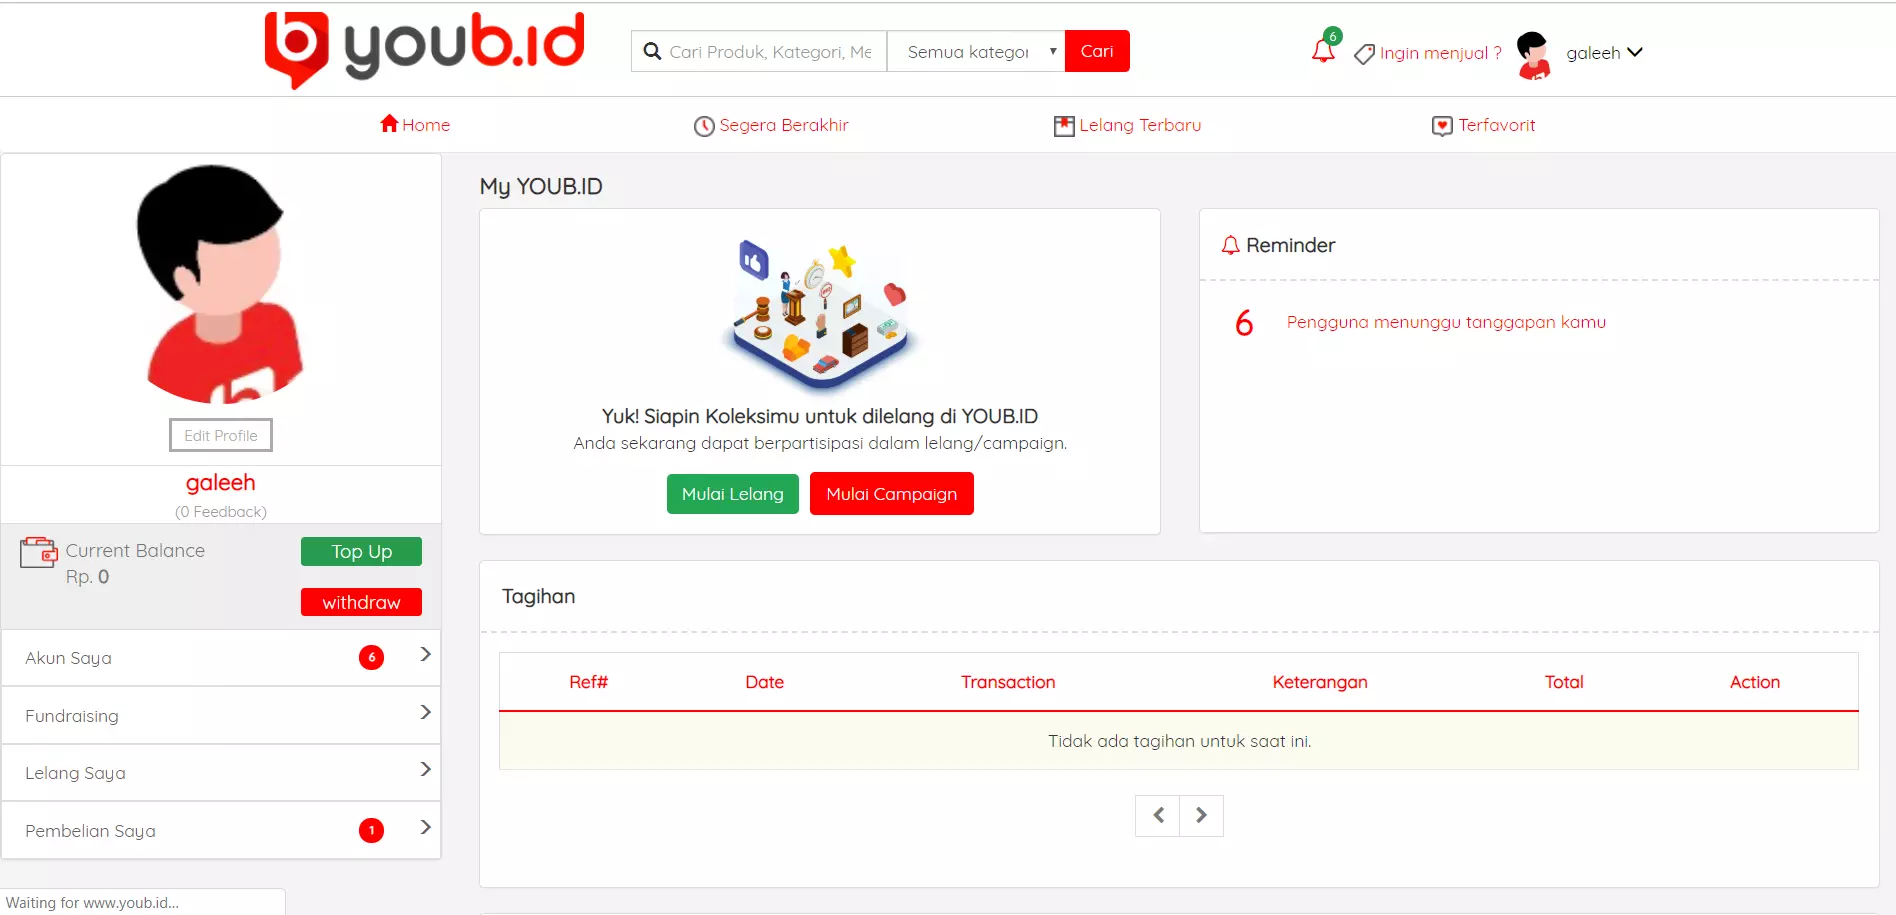 youb.id
Cari Produk, Kategori, Me
Semua kategor
Cari
6
Ingin menjual ?
galeeh
Home
Segera Berakhir
Lelang Terbaru
Terfavorit
Edit Profile
galeeh
(0 Feedback)
Current Balance
Rp. 0
Top Up
withdraw
Akun Saya
6
Fundraising
Lelang Saya
Pembelian Saya
1
My YOUB.ID
Yuk! Siapin Koleksimu untuk dilelang di YOUB.ID
Anda sekarang dapat berpartisipasi dalam lelang/campaign.
Mulai Lelang
Mulai Campaign
Reminder
6 Pengguna menunggu tanggapan kamu
Tagihan
Ref# Date Transaction Keterangan Total Action
Tidak ada tagihan untuk saat ini.
Waiting for www.youb.id...